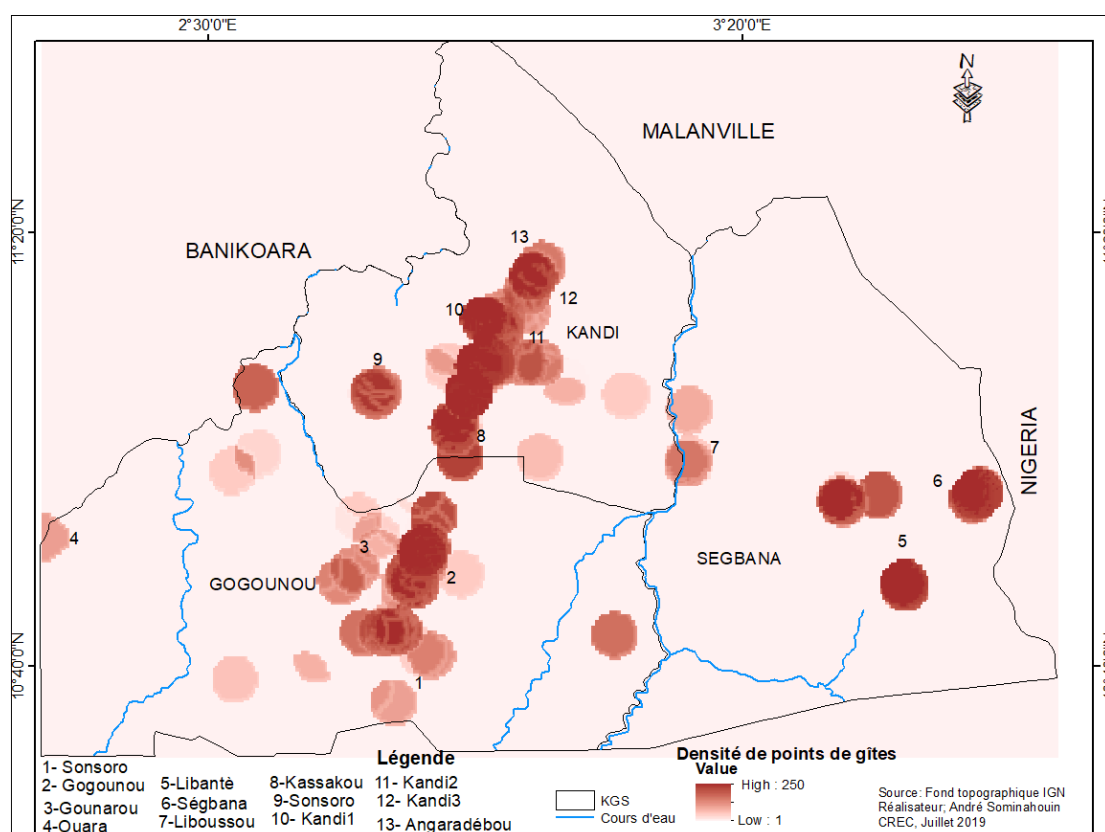 2°30'0"E
3°20'0"E
N
MALANVILLE
11°20'0"N
BANIKOARA
13
12
10
KANDI
11
9
8
7
NIGERIA
6
4
3
SEGBANA
5
GOGOUNOU
2
10°40'0"N
1
Légende
1- Sonsoro
2- Gogounou
3-Gounarou
4-Ouara
5-Libantè
6-Ségbana
7-Liboussou
8-Kassakou
9-Sonsoro
10- Kandi1
11- Kandi2
12- Kandi3
13- Angaradébou
KGS
Cours d'eau
Densité de points de gîtes
Value
High : 250
Low : 1
Source: Fond topographique IGN
Réalisateur; André Sominahouin
CREC, Juillet 2019